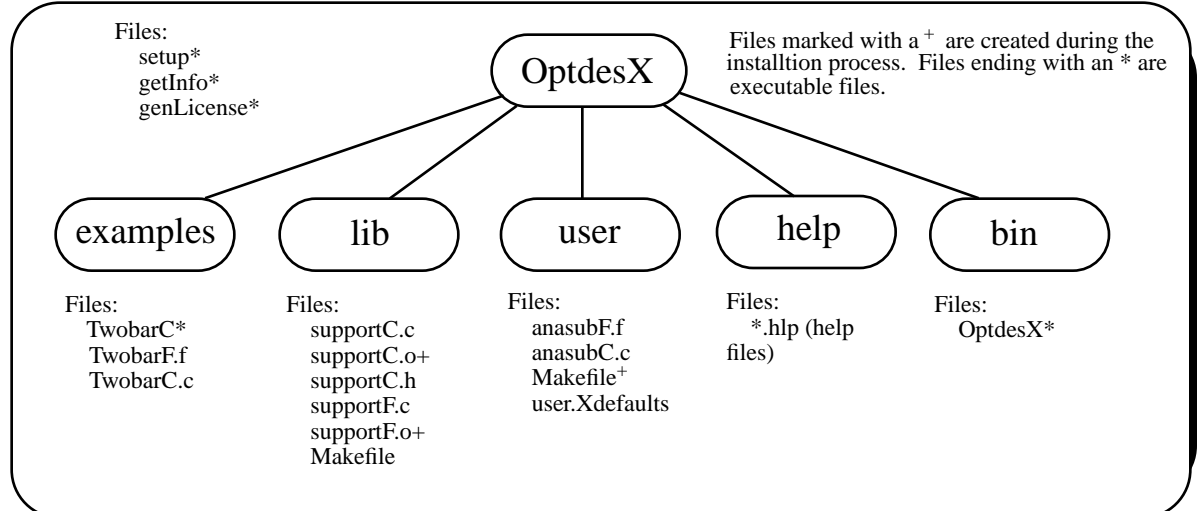 Files:
setup*
getInfo*
genLicense*
OptdesX
Files marked with a + are created during the
installtion process. Files ending with an * are
executable files.
examples
lib
user
help
bin
Files:
TwobarC*
TwobarF.f
TwobarC.c
Files:
supportC.c
supportC.o+
supportC.h
supportF.c
supportF.o+
Makefile
Files:
anasubF.f
anasubC.c
Makefile+
user.Xdefaults
Files:
*.hlp (help
files)
Files:
OptdesX*